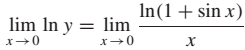 lim x→0 ln y = lim x→0 ln(1 + sin x) / x